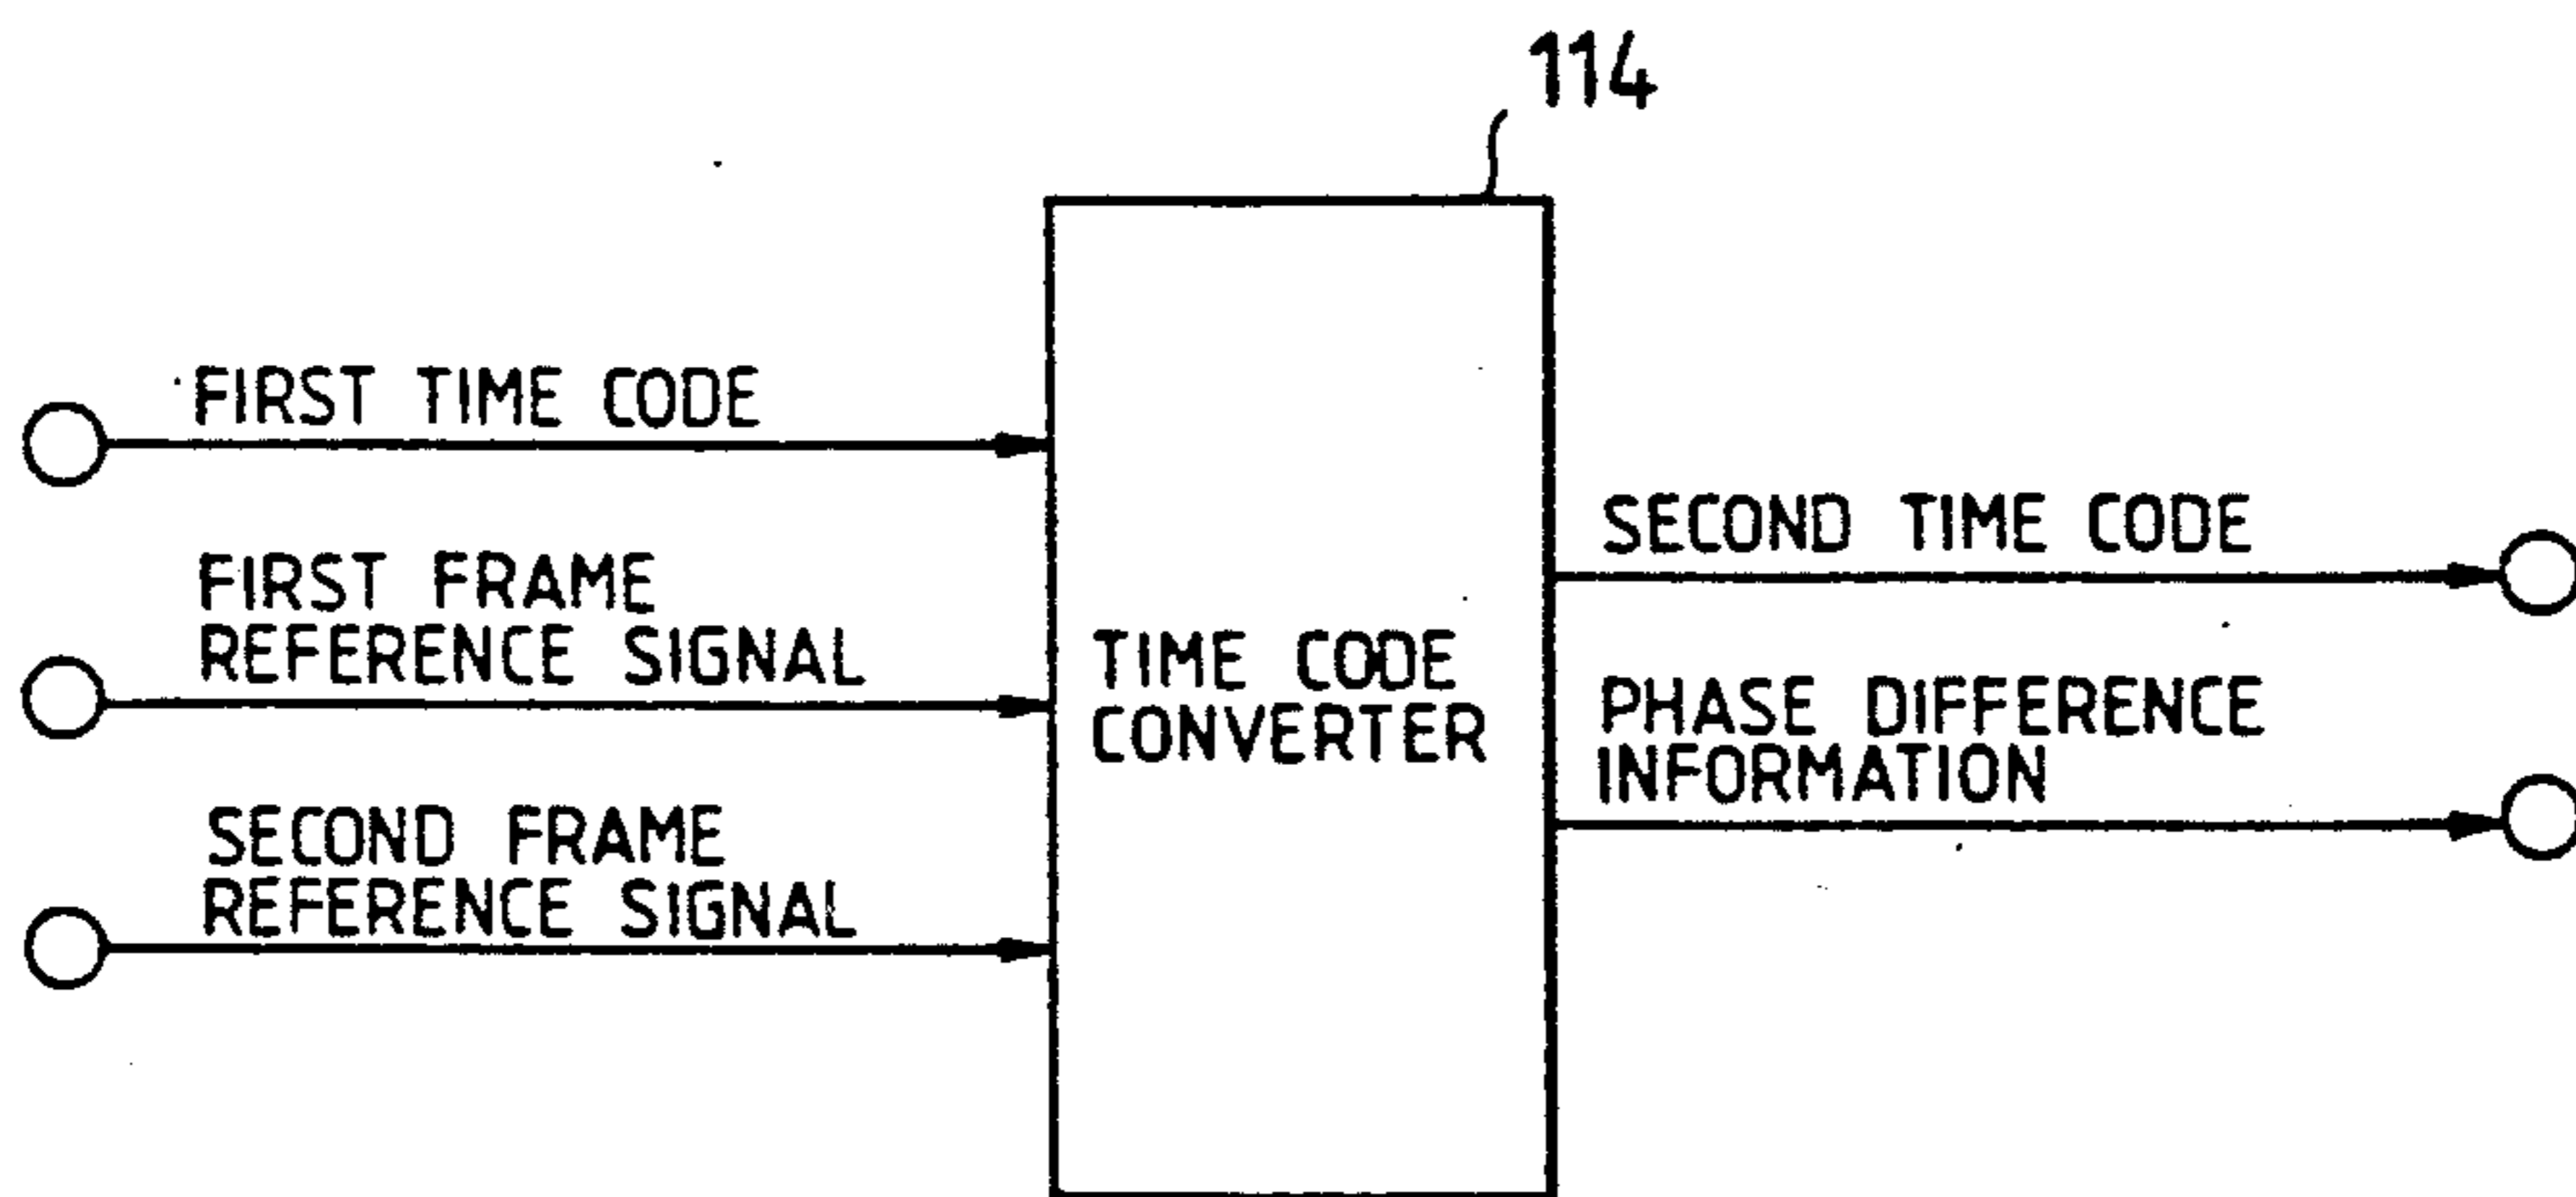 114
FIRST TIME CODE
FIRST FRAME
REFERENCE SIGNAL
SECOND FRAME
REFERENCE SIGNAL
TIME CODE
CONVERTER
SECOND TIME CODE
PHASE DIFFERENCE
INFORMATION